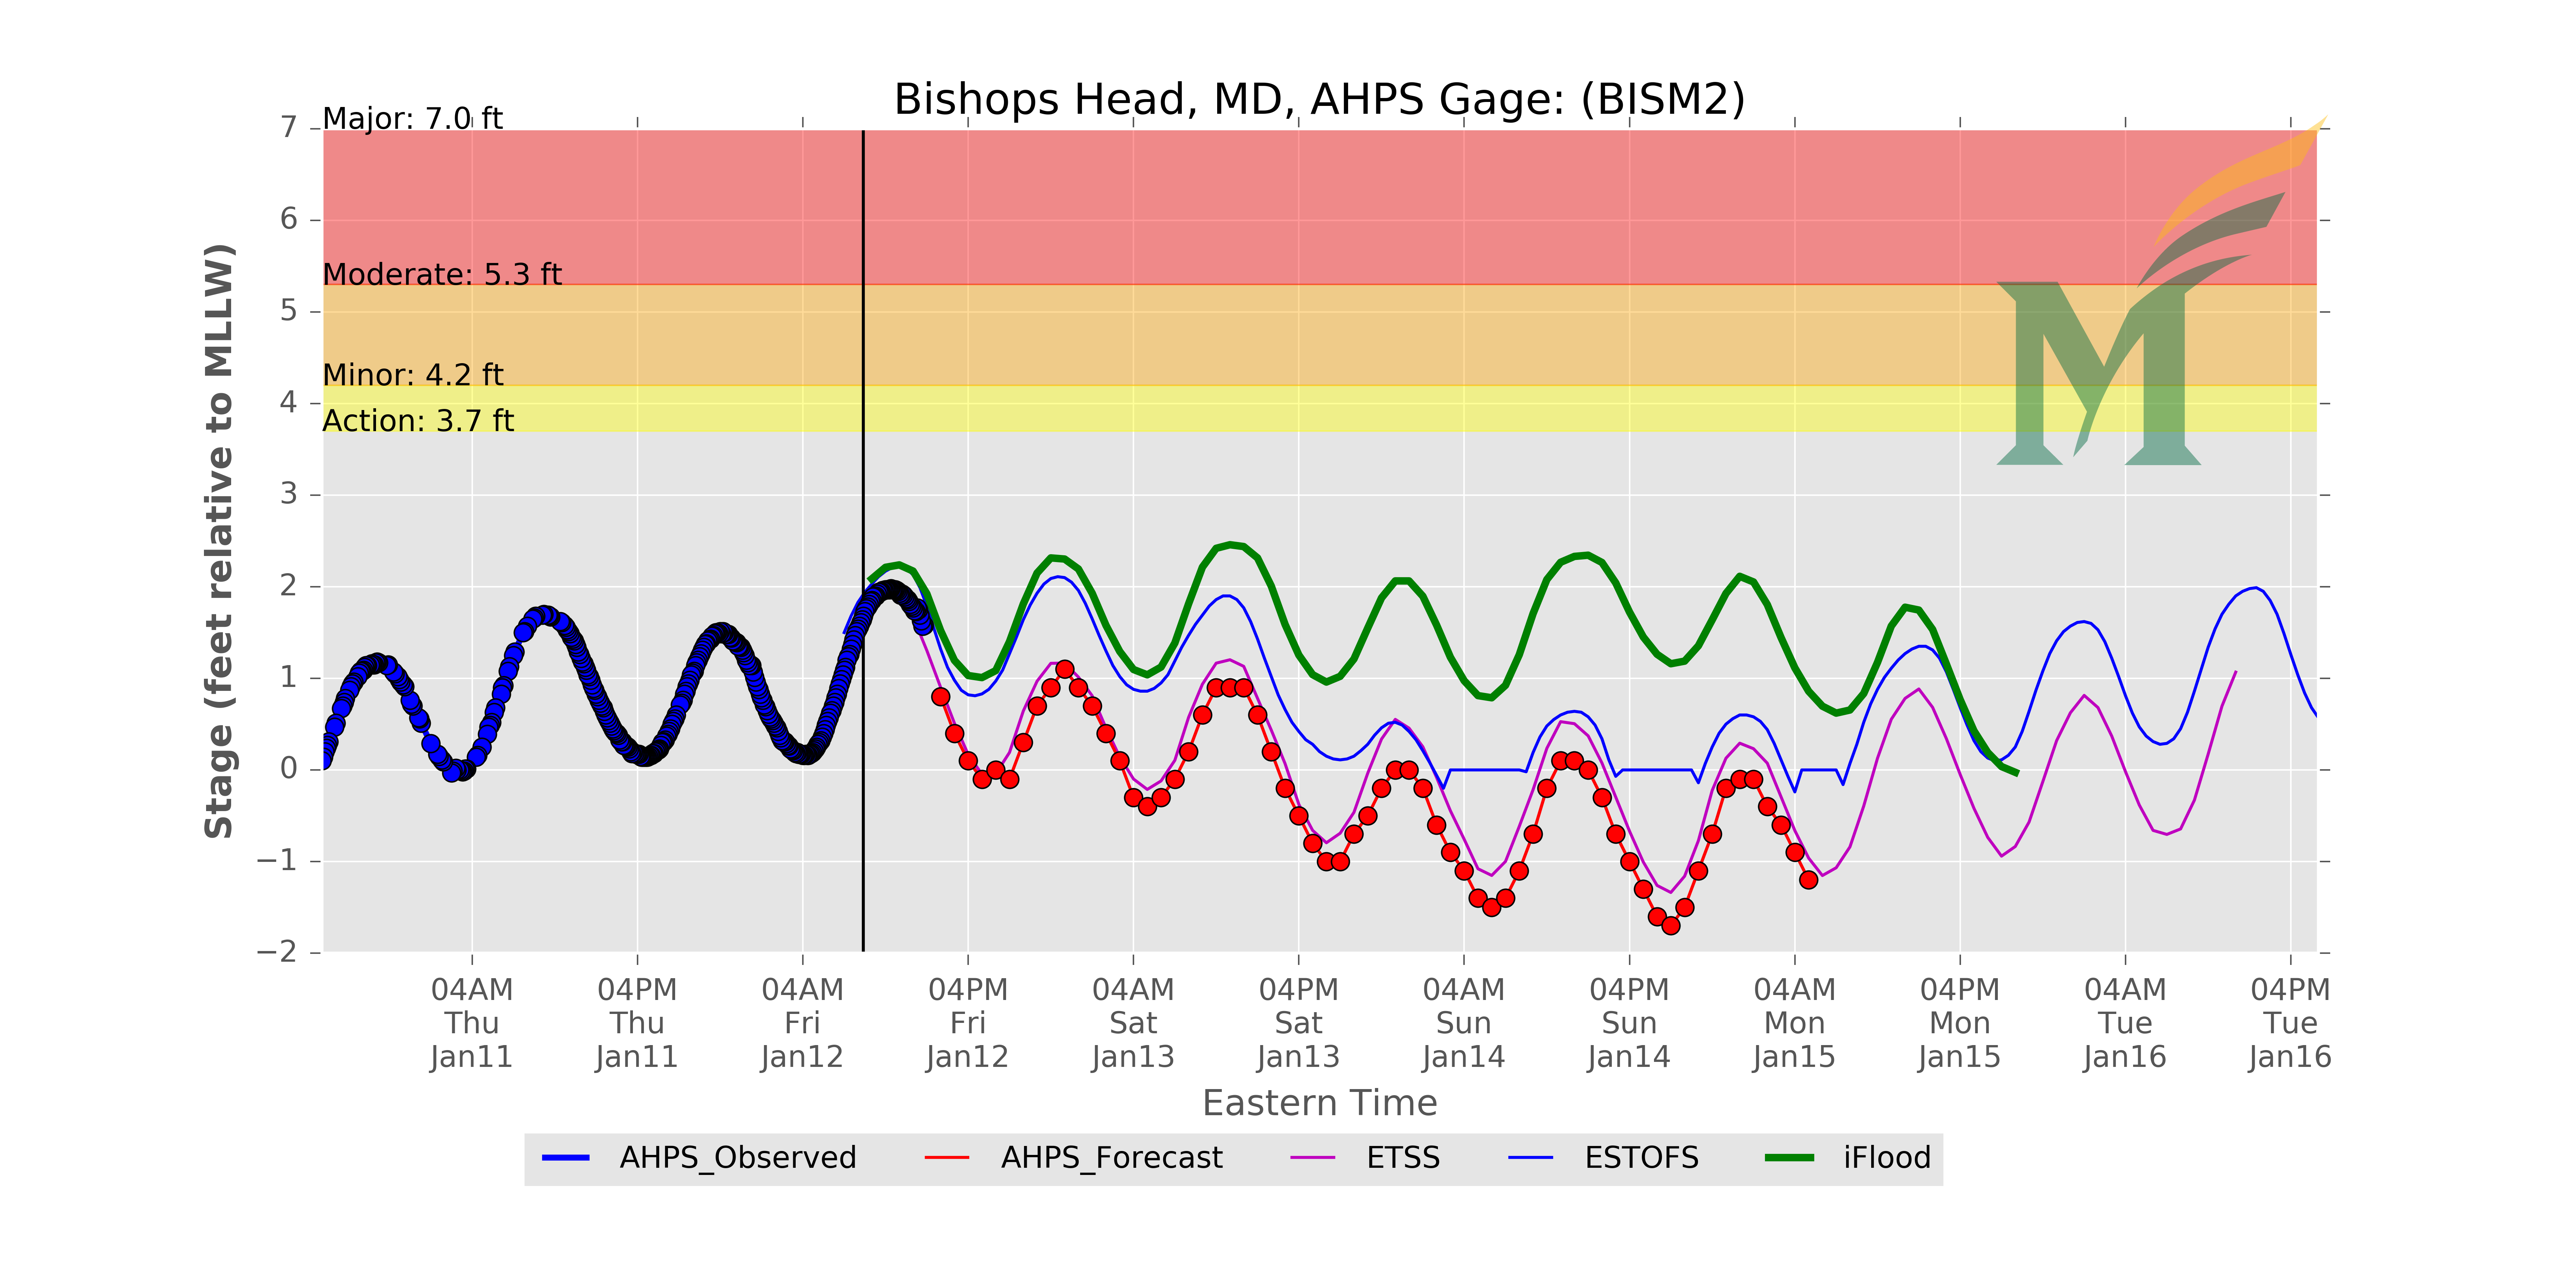 Bishops Head, MD, AHPS Gage: (BISM2)
Major: 7.0 ft
Moderate: 5.3 ft
Minor: 4.2 ft
Action: 3.7 ft
Stage (feet relative to MLLW)
7
6
5
4
3
2
1
0
−1
−2
04AM Thu Jan11
04PM Thu Jan11
04AM Fri Jan12
04PM Fri Jan12
04AM Sat Jan13
04PM Sat Jan13
04AM Sun Jan14
04PM Sun Jan14
04AM Mon Jan15
04PM Mon Jan15
04AM Tue Jan16
04PM Tue Jan16
Eastern Time
AHPS_Observed AHPS_Forecast ETSS ESTOFS iFlood
M